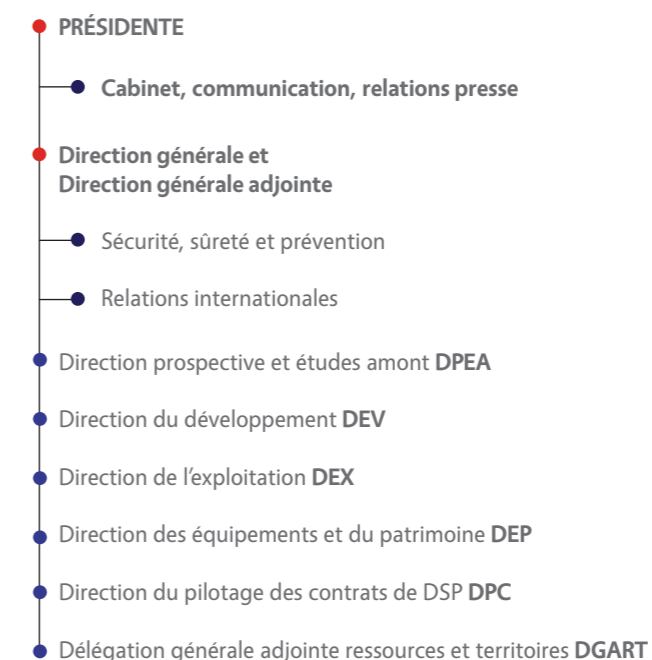 PRÉSIDENTE
Cabinet, communication, relations presse
Direction générale et
Direction générale adjointe
Sécurité, sûreté et prévention
Relations internationales
Direction prospective et études amont DPEA
Direction du développement DEV
Direction de l’exploitation DEX
Direction des équipements et du patrimoine DEP
Direction du pilotage des contrats de DSP DPC
Délégation générale adjointe ressources et territoires DGART